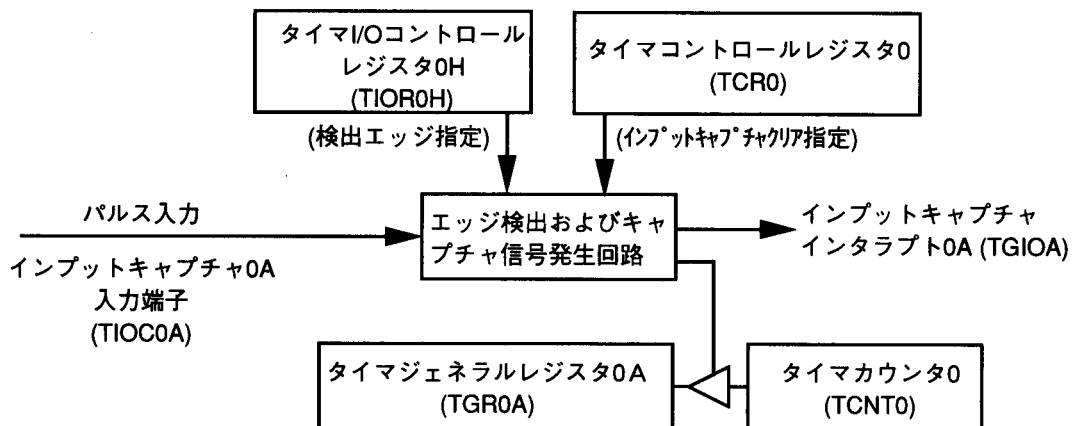 タイマI/Oコントロール
レジスタ0H
(TIOR0H)
タイマコントロールレジスタ0
(TCR0)
(検出エッジ指定)
(インプットキャプチャクリア指定)
パルス入力
インプットキャプチャ0A
入力端子
(TIOC0A)
エッジ検出およびキャ
プチャ信号発生回路
インプットキャプチャ
インタラプト0A (TGIOA)
タイマジェネラルレジスタ0A
(TGR0A)
タイマカウンタ0
(TCNT0)